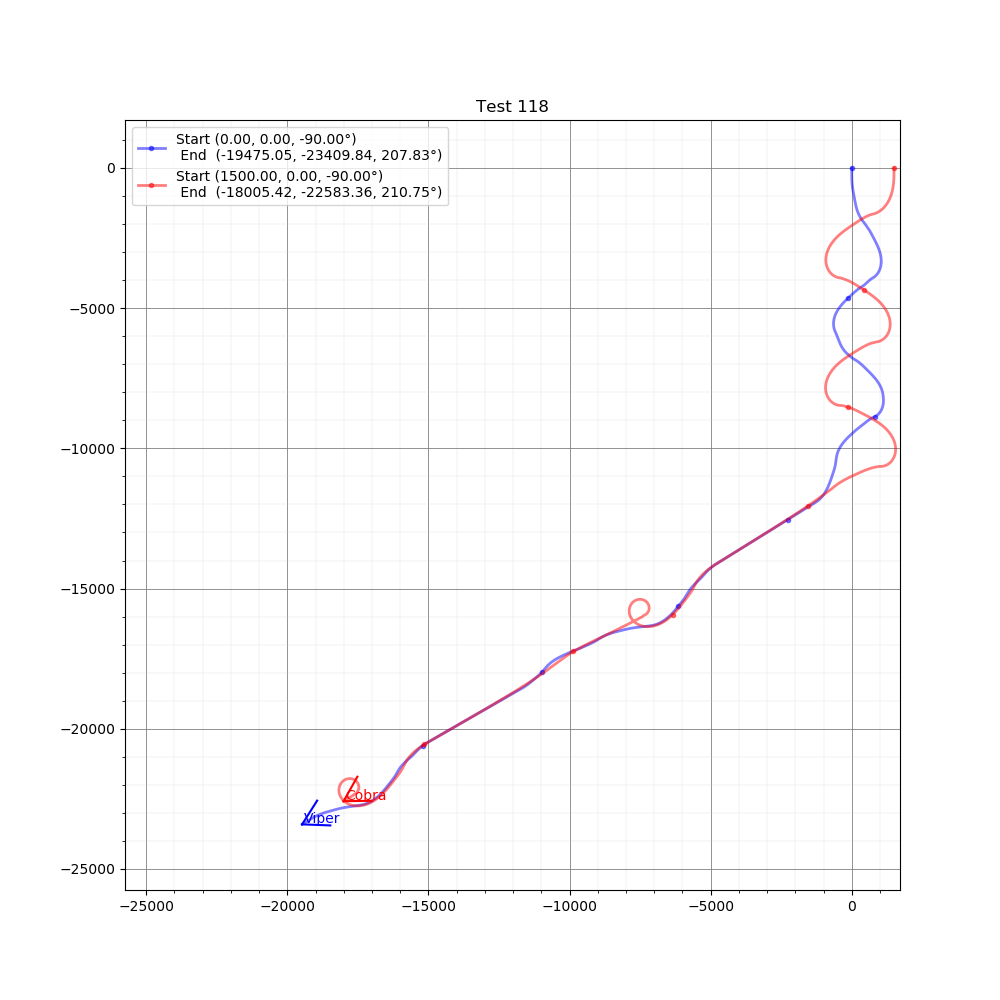 Test 118
Start (0.00, 0.00, -90.00°)
End  (-19475.05, -23409.84, 207.83°)
Start (1500.00, 0.00, -90.00°)
End  (-18005.42, -22583.36, 210.75°)
0
−5000
−10000
−15000
−20000
−25000
Cobra
Viper
−25000
−20000
−15000
−10000
−5000
0